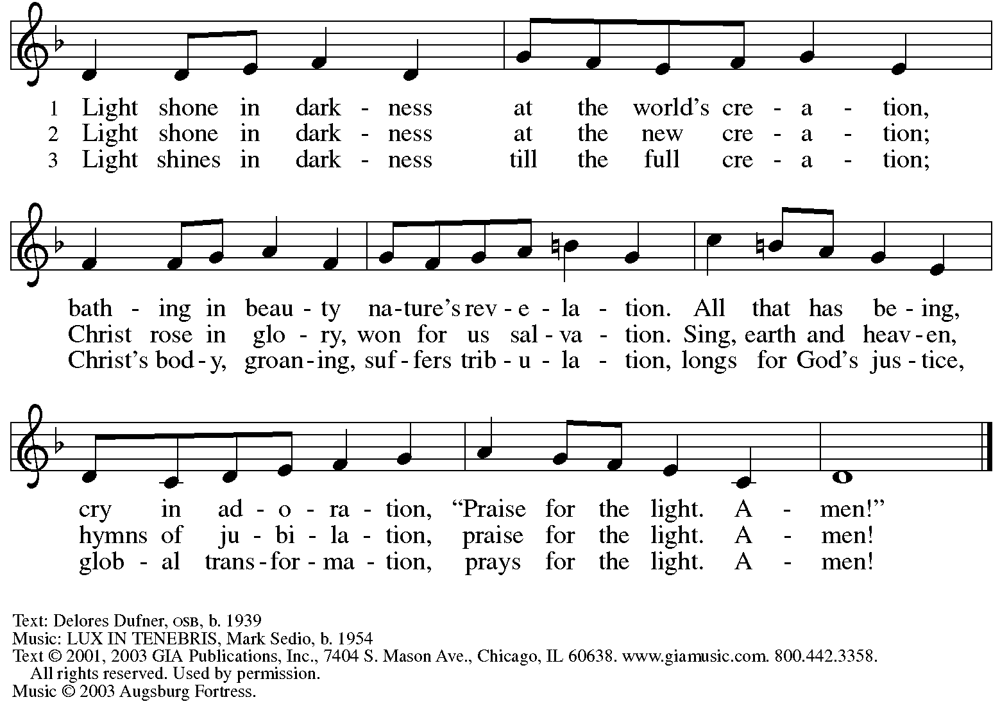 1 Light shone in dark - ness at the world's cre - a - tion,
2 Light shone in dark - ness at the new cre - a - tion;
3 Light shines in dark - ness till the full cre - a - tion;
bath - ing in beau - ty na - ture's rev - e - la - tion. All that has be - ing,
Christ rose in glo - ry, won for us sal - va - tion. Sing, earth and heav - en,
Christ's bod - y, groan - ing, suf - fers trib - u - la - tion, longs for God's jus - tice,
cry in ad - o - ra - tion, “Praise for the light. A - men!”
hymns of ju - bi - la - tion, praise for the light. A - men!
glob - al trans - for - ma - tion, prays for the light. A - men!
Text: Delores Dufner, OSB, b. 1939
Music: LUX IN TENEBRIS, Mark Sedio, b. 1954
Text © 2001, 2003 GIA Publications, Inc., 7404 S. Mason Ave., Chicago, IL 60638. www.giamusic.com. 800.442.3358.
All rights reserved. Used by permission.
Music © 2003 Augsburg Fortress.